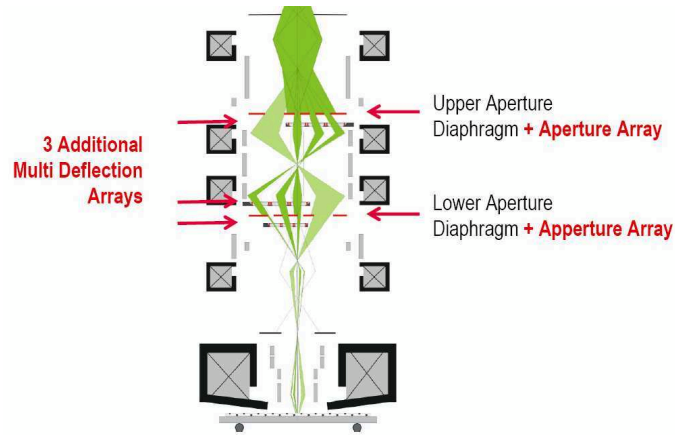 Upper Aperture
Diaphragm + Aperture Array
3 Additional
Multi Deflection
Arrays
Lower Aperture
Diaphragm + Apperture Array